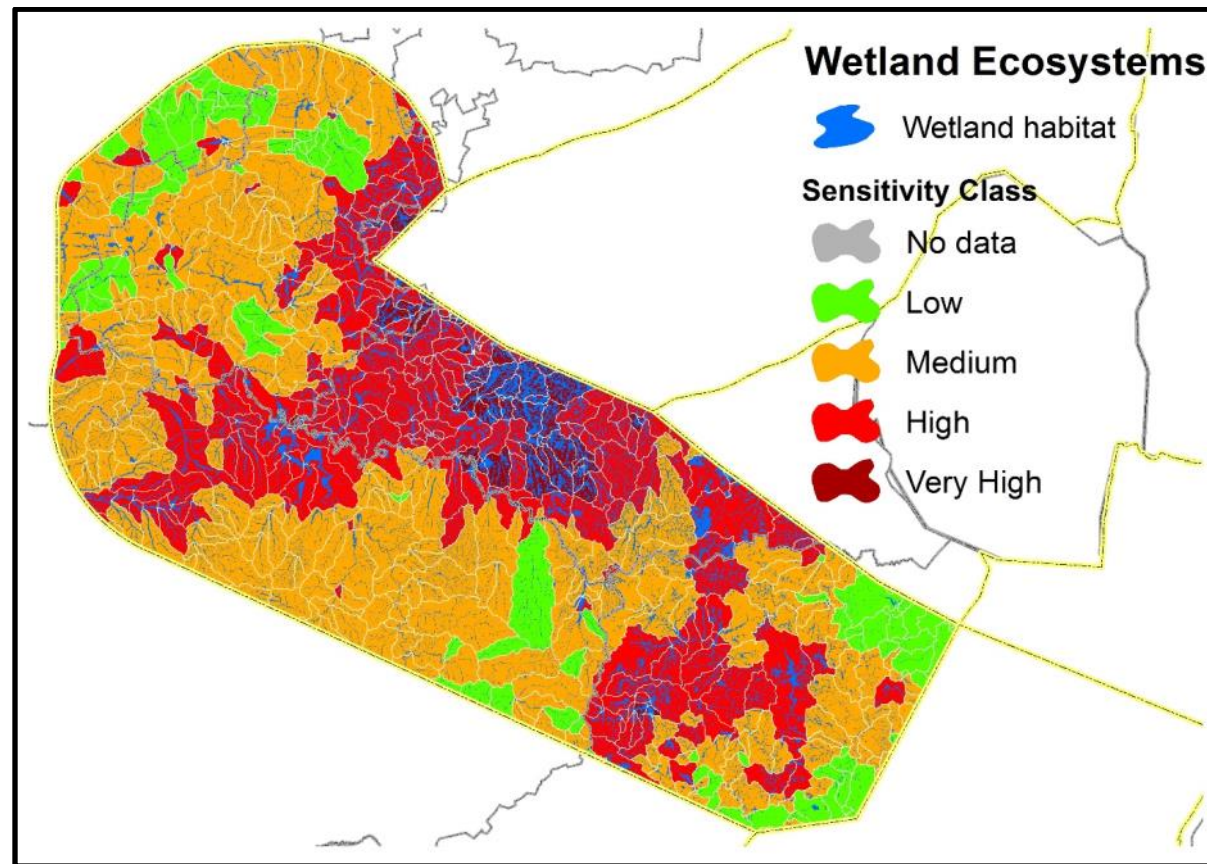 Wetland Ecosystems
Wetland habitat
Sensitivity Class
No data
Low
Medium
High
Very High